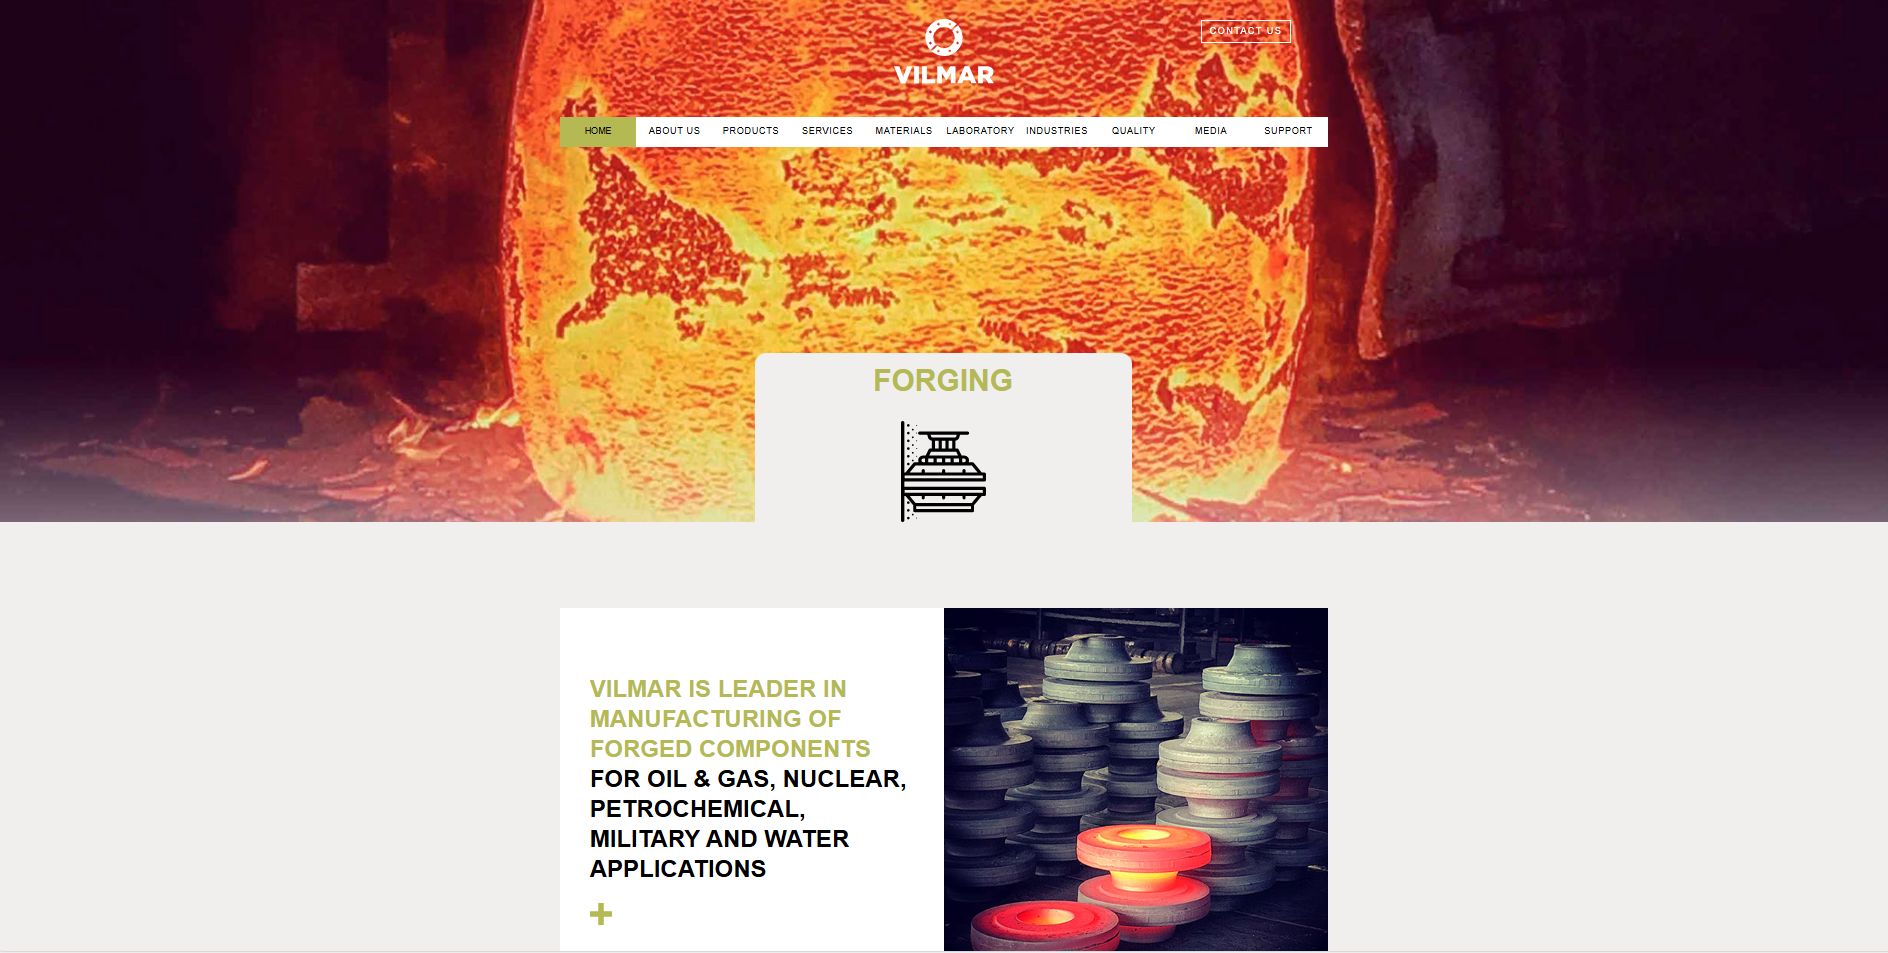 VILMAR
CONTACT US
HOME ABOUT US PRODUCTS SERVICES MATERIALS LABORATORY INDUSTRIES QUALITY MEDIA SUPPORT
FORGING
VILMAR IS LEADER IN
MANUFACTURING OF
FORGED COMPONENTS
FOR OIL & GAS, NUCLEAR,
PETROCHEMICAL,
MILITARY AND WATER
APPLICATIONS